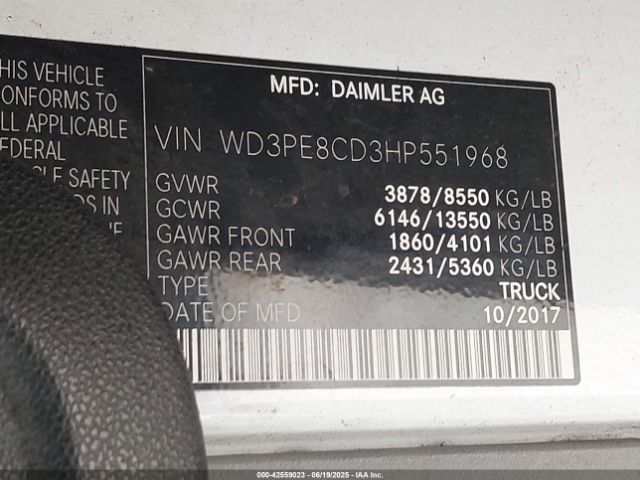 HIS VEHICLE
ONFORMS TO
LL APPLICABLE
EDERAL
SAFETY
IN
MFD: DAIMLER AG
VIN WD3PE8CD3HP551968
GVWR 3878/8550 KG/LB
GCWR 6146/13550 KG/LB
GAWR FRONT 1860/4101 KG/LB
GAWR REAR 2431/5360 KG/LB
TYPE TRUCK
DATE OF MFD 10/2017
000-42559023 - 06/19/2025 - IAA Inc.